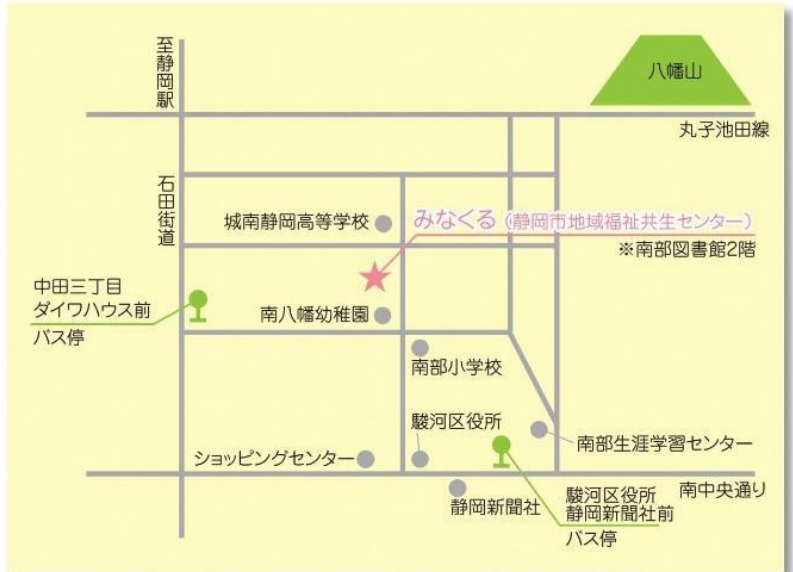 至静岡駅
八幡山
丸子池田線
石田街道
城南静岡高等学校
みなくる（静岡市地域福祉共生センター）
※南部図書館2階
中田三丁目
ダイワハウス前
バス停
南八幡幼稚園
南部小学校
駿河区役所
南部生涯学習センター
ショッピングセンター
静岡新聞社
駿河区役所
静岡新聞社前
バス停
南中央通り